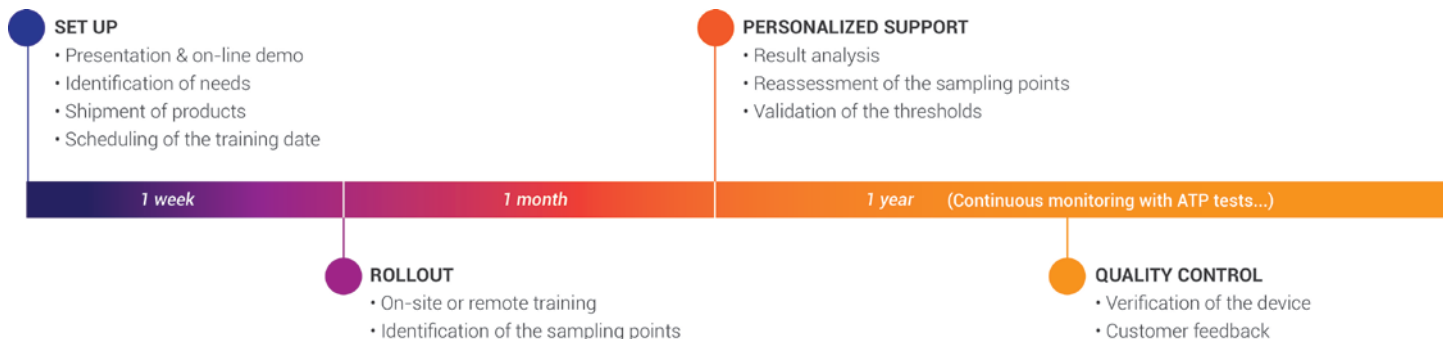 SET UP
• Presentation & on-line demo
• Identification of needs
• Shipment of products
• Scheduling of the training date
PERSONALIZED SUPPORT
• Result analysis
• Reassessment of the sampling points
• Validation of the thresholds
1 week
1 month
1 year (Continuous monitoring with ATP tests...)
ROLLOUT
• On-site or remote training
• Identification of the sampling points
QUALITY CONTROL
• Verification of the device
• Customer feedback